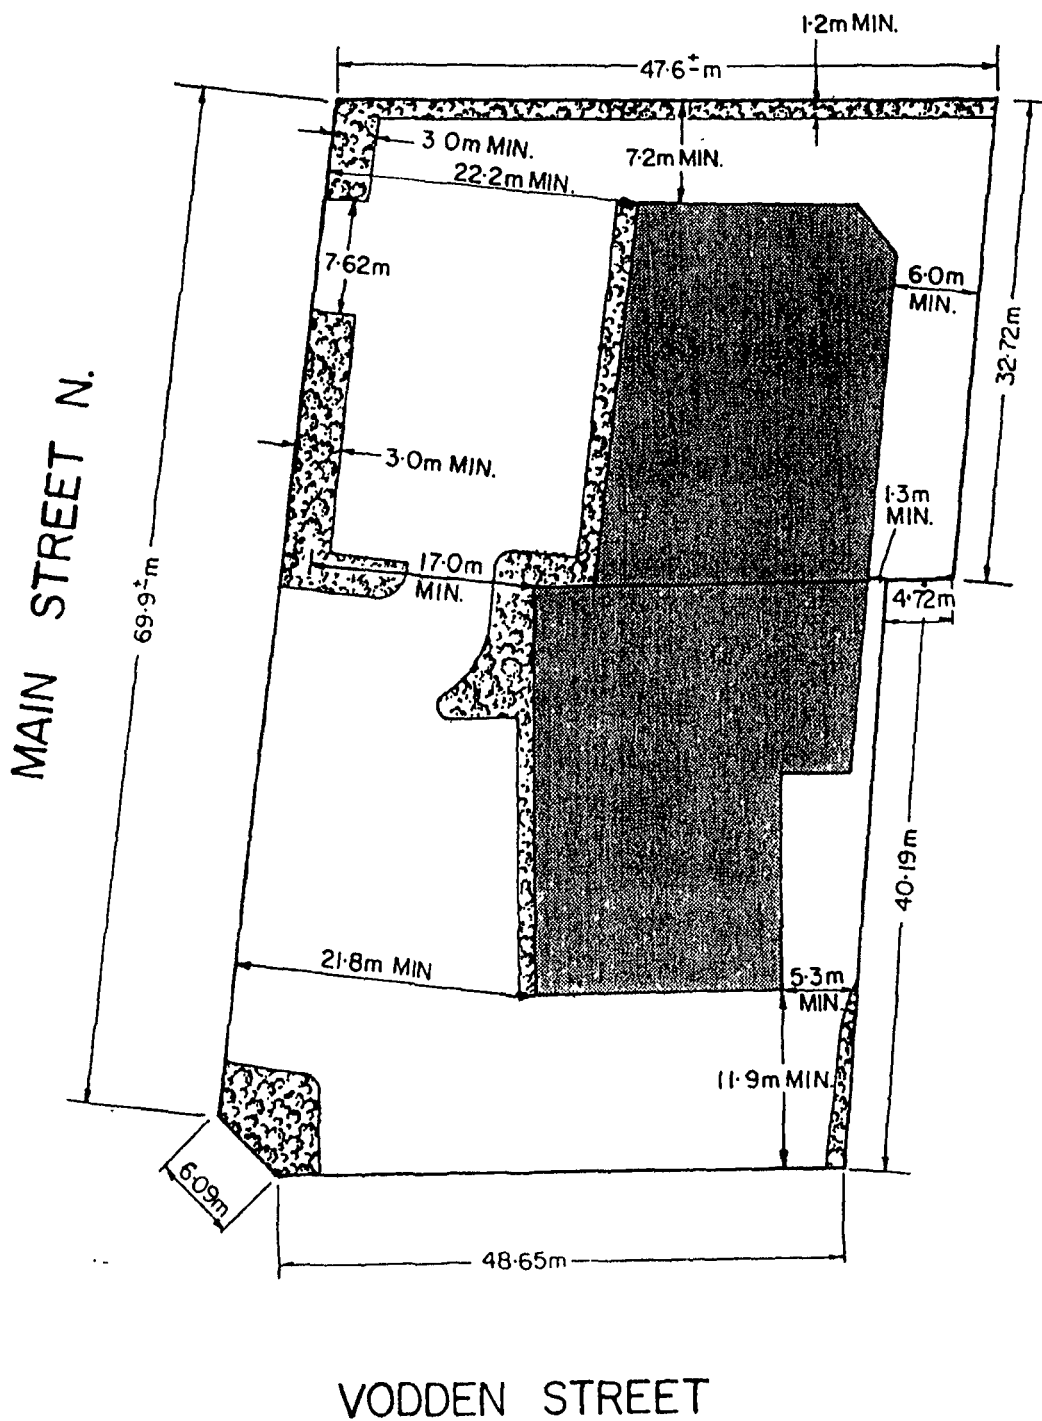 1·2m MIN.
47·6±m
3·0m MIN.
7·2m MIN.
22·2m MIN.
7·62m
6·0m
MIN.
32·72m
MAIN STREET N.
3·0m MIN.
1·3m
MIN.
17·0m
MIN.
4·72m
69·9±m
40·19m
21·8m MIN
5·3m
MIN.
11·9m MIN.
6·09m
48·65m
VODDEN STREET